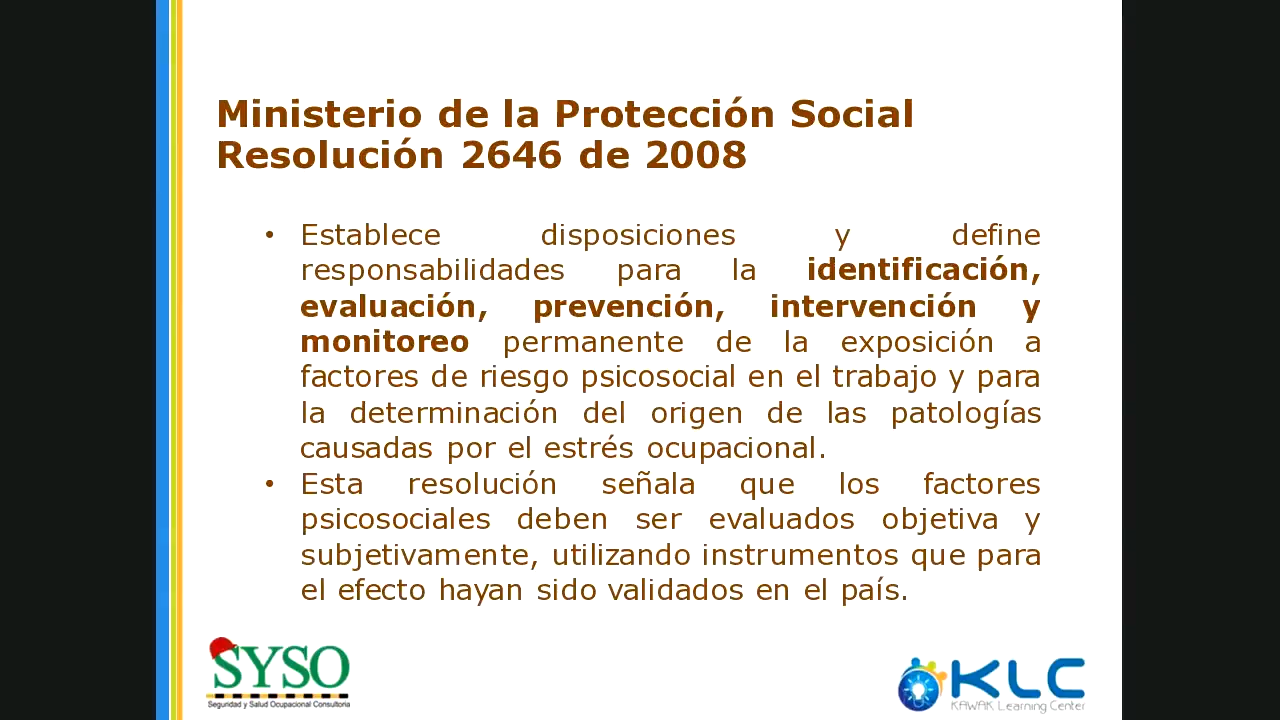 Ministerio de la Protección Social
Resolución 2646 de 2008
• Establece disposiciones y define
responsabilidades para la identificación,
evaluación, prevención, intervención y
monitoreo permanente de la exposición a
factores de riesgo psicosocial en el trabajo y para
la determinación del origen de las patologías
causadas por el estrés ocupacional.
• Esta resolución señala que los factores
psicosociales deben ser evaluados objetiva y
subjetivamente, utilizando instrumentos que para
el efecto hayan sido validados en el país.
SYSO
Seguridad y Salud Ocupacional Consultoría
KLC
KAWAK Learning Center